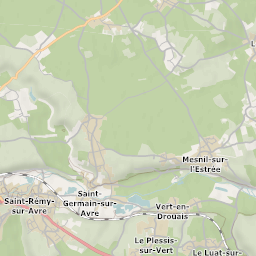 L
Mesnil-sur-
l'Estrée
Saint-Rémy-
sur-Avre
Saint-
Germain-sur-
Avre
Vert-en-
Drouais
Le Plessis-
sur-Vert
Le Luat-sur-